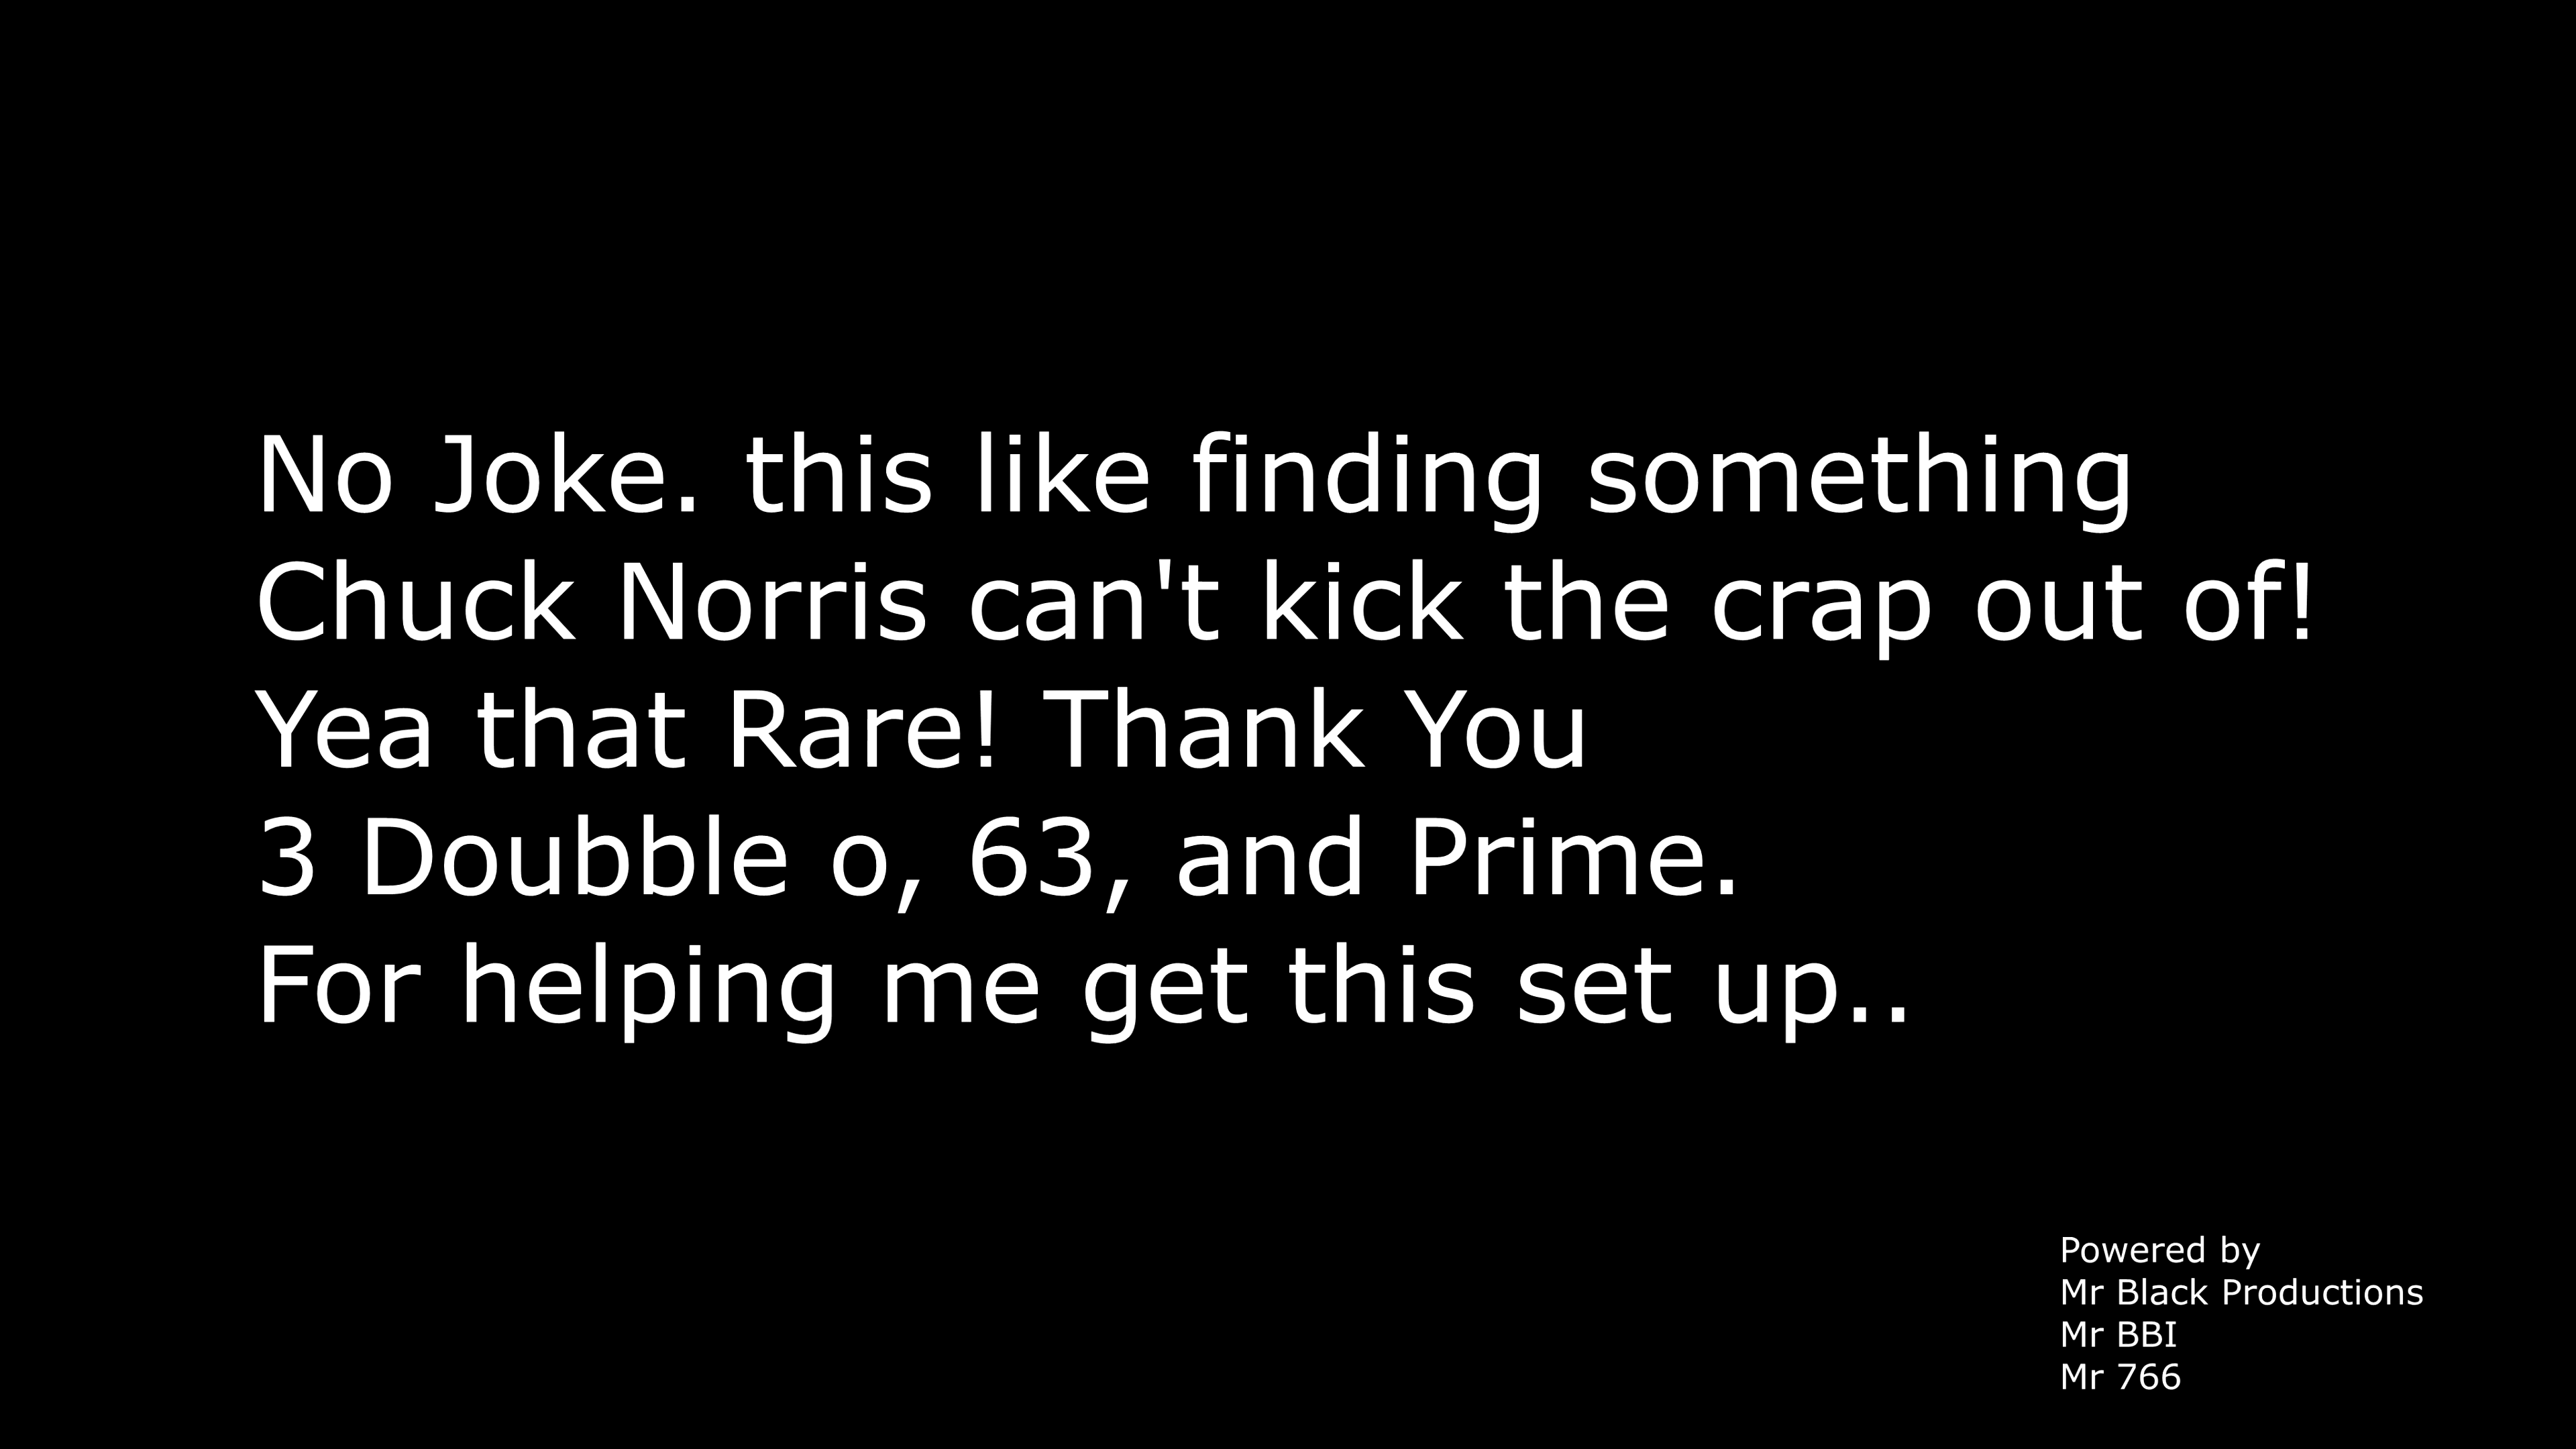 No Joke. this like finding something
Chuck Norris can't kick the crap out of!
Yea that Rare! Thank You
3 Doubble o, 63, and Prime.
For helping me get this set up..
Powered by
Mr Black Productions
Mr BBI
Mr 766